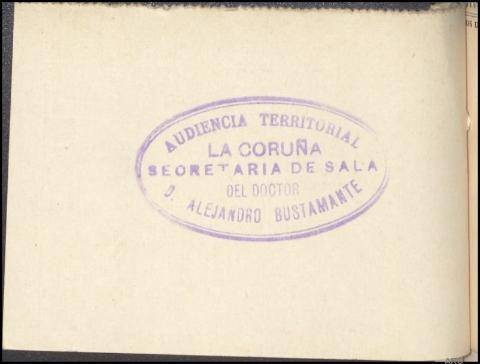 AUDIENCIA TERRITORIAL
LA CORUÑA
SECRETARIA DE SALA
DEL DOCTOR
D. ALEJANDRO BUSTAMANTE